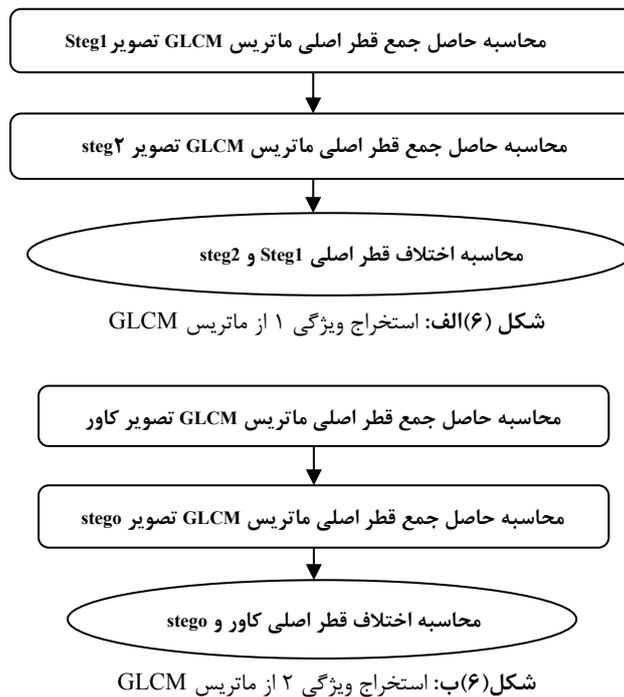 محاسبه حاصل جمع قطر اصلی ماتریس GLCM تصویر Steg1
محاسبه حاصل جمع قطر اصلی ماتریس GLCM تصویر steg۲
محاسبه اختلاف قطر اصلی Steg1 و steg2
شکل (۶)الف: استخراج ویژگی ۱ از ماتریس GLCM
محاسبه حاصل جمع قطر اصلی ماتریس GLCM تصویر کاور
محاسبه حاصل جمع قطر اصلی ماتریس GLCM تصویر stego
محاسبه اختلاف قطر اصلی کاور و stego
شکل(۶)ب: استخراج ویژگی ۲ از ماتریس GLCM